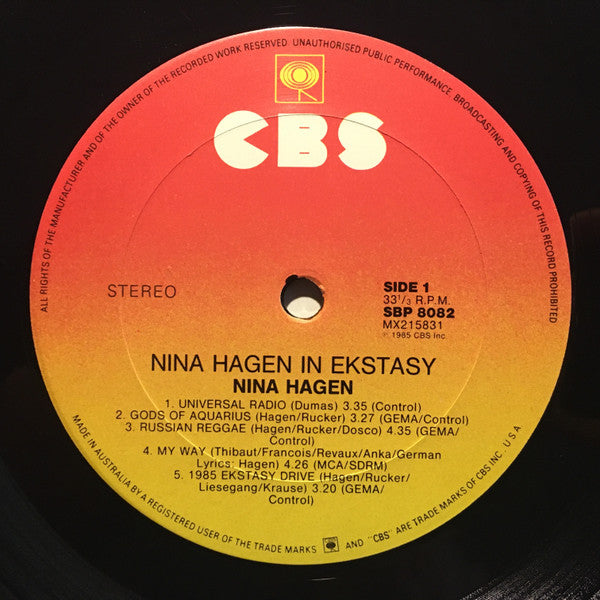 ALL RIGHTS OF THE MANUFACTURER AND OF THE OWNER OF THE RECORDED WORK RESERVED UNAUTHORISED PUBLIC PERFORMANCE BROADCASTING AND COPYING OF THIS RECORD PROHIBITED
CBS
STEREO
SIDE 1
33 1/3 R.P.M.
SBP 8082
MX215831
℗ 1985 CBS Inc.
NINA HAGEN IN EKSTASY
NINA HAGEN
1. UNIVERSAL RADIO (Dumas) 3.35 (Control)
2. GODS OF AQUARIUS (Hagen/Rucker) 3.27 (GEMA/Control)
3. RUSSIAN REGGAE (Hagen/Rucker/Dosco) 4.35 (GEMA/
Control)
4. MY WAY (Thibaut/Francois/Revaux/Anka/German
Lyrics: Hagen) 4.26 (MCA/SDRM)
5. 1985 EKSTASY DRIVE (Hagen/Rucker/
Liesegang/Krause) 3.20 (GEMA/
Control)
MADE IN AUSTRALIA BY A REGISTERED USER OF THE TRADE MARKS AND "CBS" ARE TRADE MARKS OF CBS INC., U.S.A